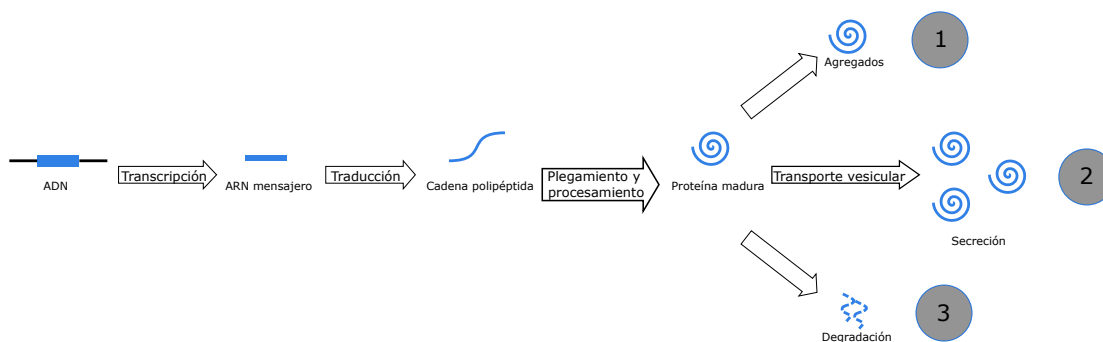 ADN
Transcripción
ARN mensajero
Traducción
Cadena polipéptida
Plegamiento y
procesamiento
Proteína madura
Agregados
1
Transporte vesicular
Secreción
2
Degradación
3